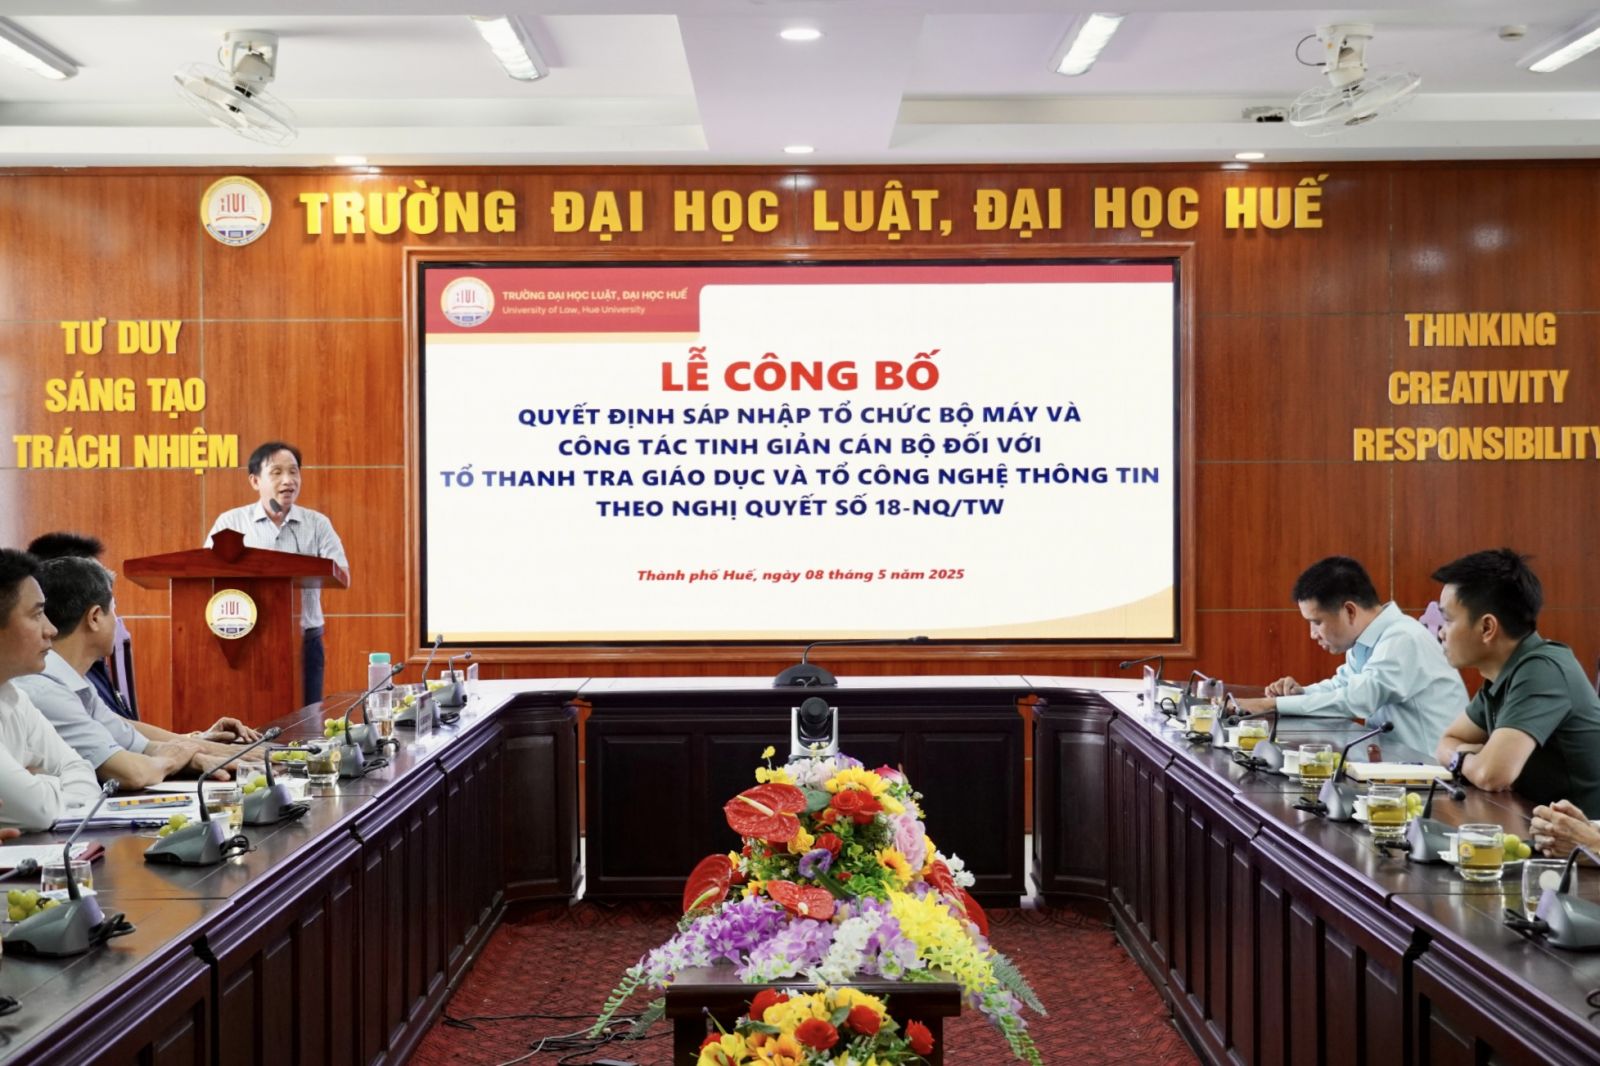 TRƯỜNG ĐẠI HỌC LUẬT, ĐẠI HỌC HUẾ
TRƯỜNG ĐẠI HỌC LUẬT, ĐẠI HỌC HUẾ
University of Law, Hue University
LỄ CÔNG BỐ
QUYẾT ĐỊNH SÁP NHẬP TỔ CHỨC BỘ MÁY VÀ
CÔNG TÁC TINH GIẢN CÁN BỘ ĐỐI VỚI
TỔ THANH TRA GIÁO DỤC VÀ TỔ CÔNG NGHỆ THÔNG TIN
THEO NGHỊ QUYẾT SỐ 18-NQ/TW
Thành phố Huế, ngày 08 tháng 5 năm 2025
TƯ DUY
SÁNG TẠO
TRÁCH NHIỆM
THINKING
CREATIVITY
RESPONSIBILITY